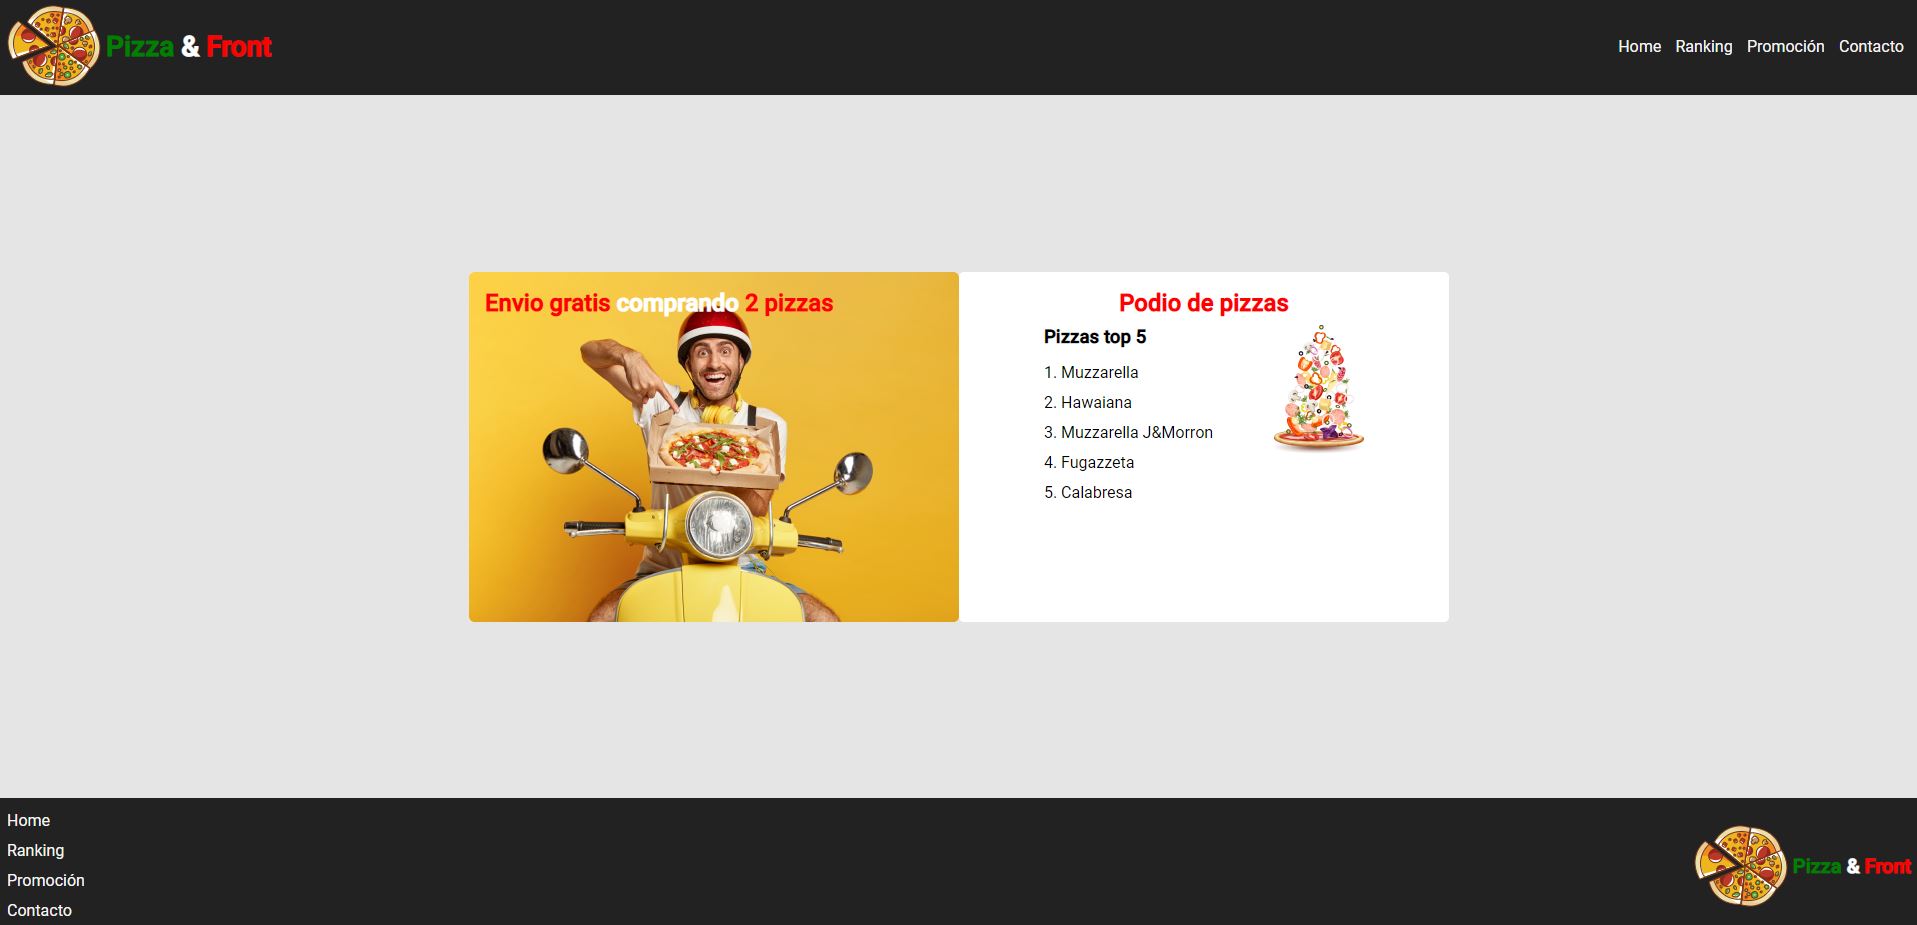 Pizza & Front
Home Ranking Promoción Contacto
Envio gratis comprando 2 pizzas
Podio de pizzas
Pizzas top 5
1. Muzzarella
2. Hawaiana
3. Muzzarella J&Morron
4. Fugazzeta
5. Calabresa
Home
Ranking
Promoción
Contacto
Pizza & Front